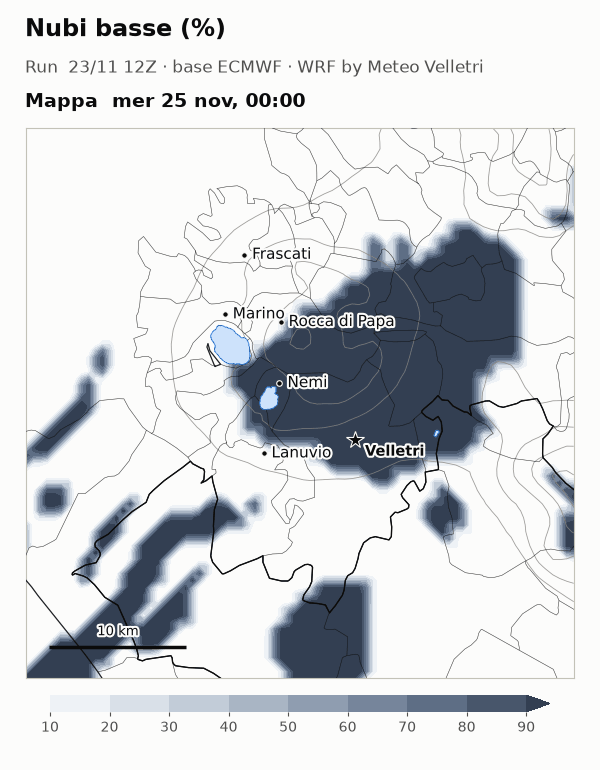 Nubi basse (%)
Run  23/11 12Z · base ECMWF · WRF by Meteo Velletri
Mappa  mer 25 nov, 00:00
Frascati
Marino
Rocca di Papa
Nemi
Velletri
Lanuvio
10 km
10 20 30 40 50 60 70 80 90